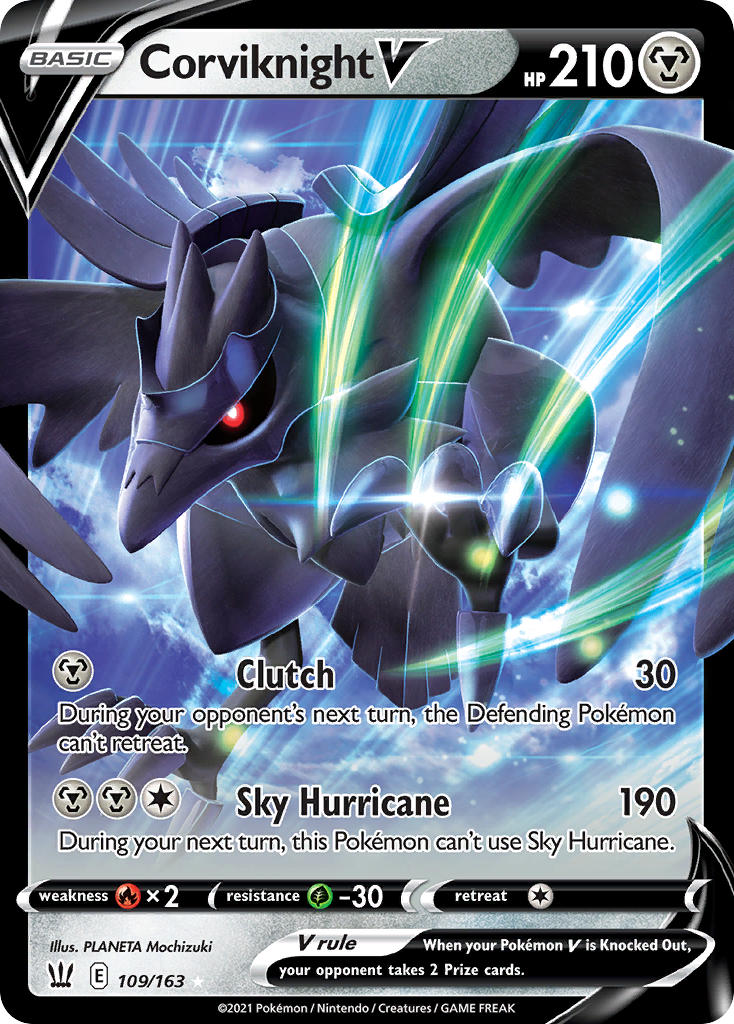 BASIC Corviknight V HP 210
Clutch 30
During your opponent's next turn, the Defending Pokémon
can't retreat.
Sky Hurricane 190
During your next turn, this Pokémon can't use Sky Hurricane.
weakness ×2 resistance -30 retreat
Illus. PLANETA Mochizuki
V rule When your Pokémon V is Knocked Out,
your opponent takes 2 Prize cards.
E 109/163
©2021 Pokémon / Nintendo / Creatures / GAME FREAK